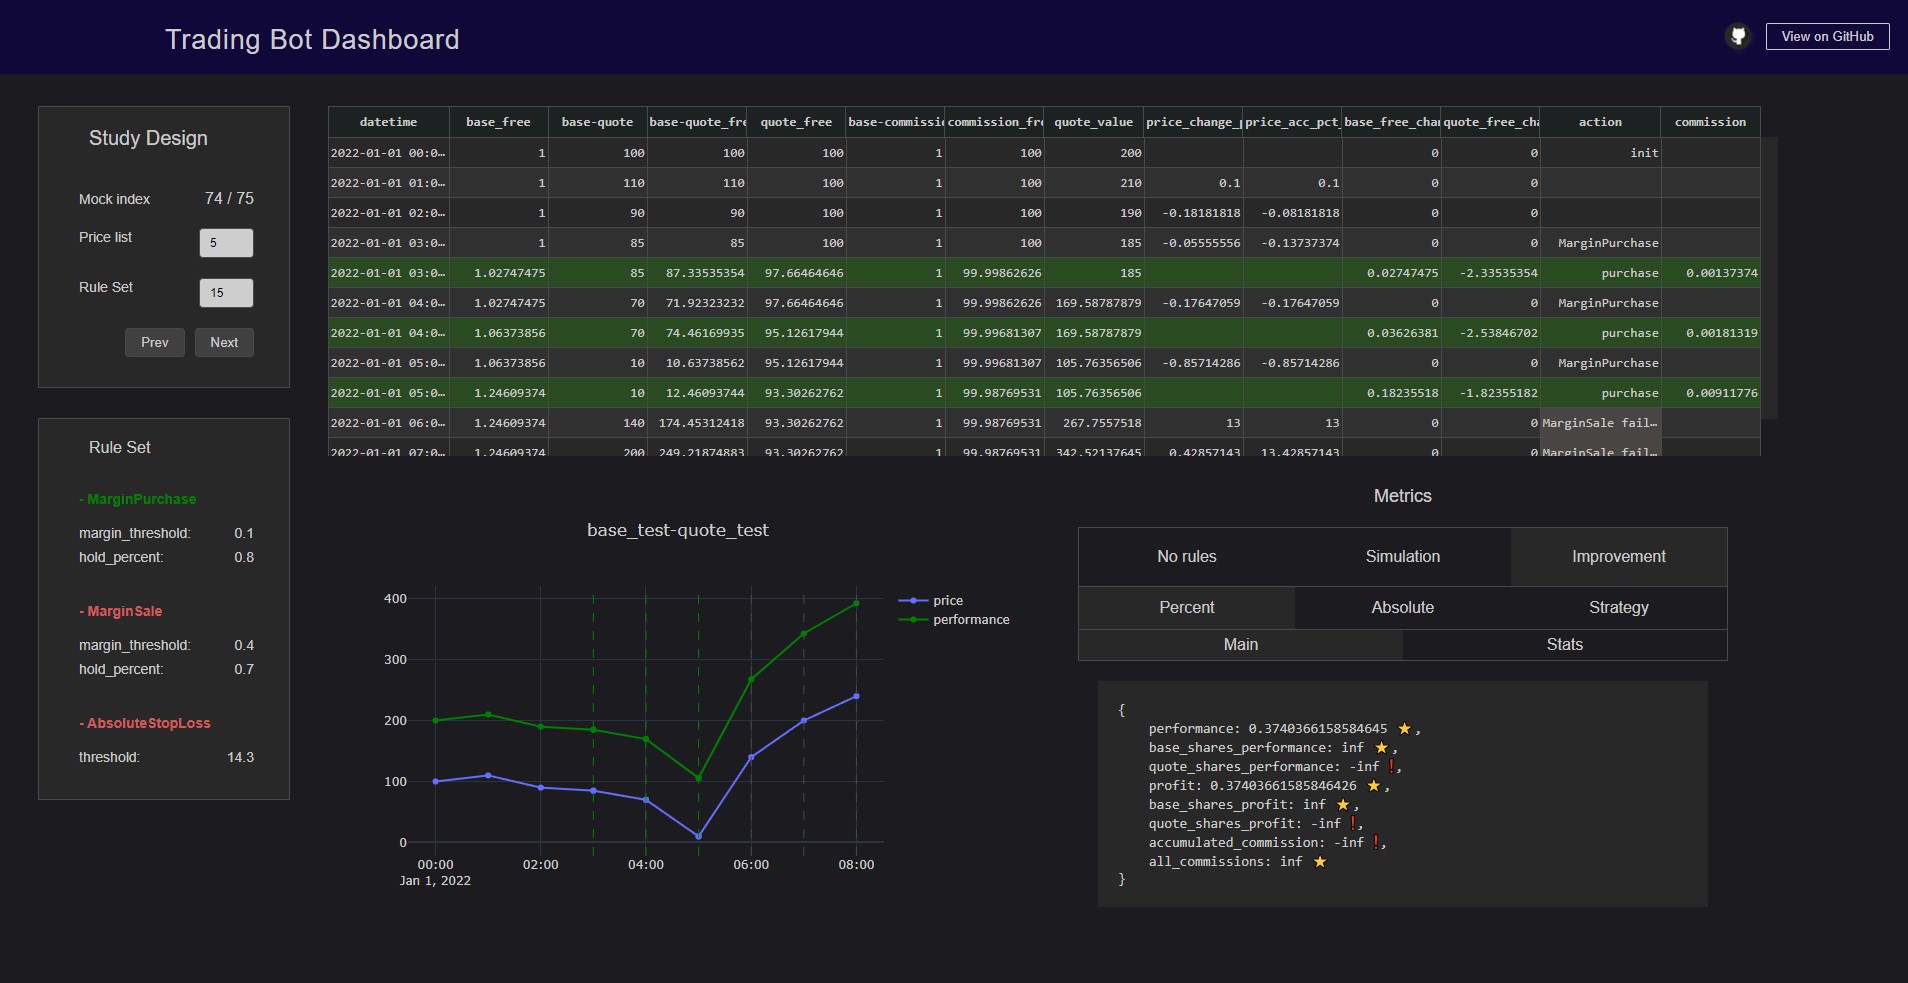 Trading Bot Dashboard
View on GitHub
Study Design
Mock index 74 / 75
Price list 5
Rule Set 15
Prev Next
Rule Set
- MarginPurchase
margin_threshold: 0.1
hold_percent: 0.8
- MarginSale
margin_threshold: 0.4
hold_percent: 0.7
- AbsoluteStopLoss
threshold: 14.3
datetime base_free base-quote base-quote_fre quote_free base-commissic commission_fre quote_value price_change_p price_acc_pct_ base_free_chan quote_free_cha action commission
2022-01-01 00:0… 1 100 100 100 1 100 200 0 0 init
2022-01-01 01:0… 1 110 110 100 1 100 210 0.1 0.1 0 0
2022-01-01 02:0… 1 90 90 100 1 100 190 -0.18181818 -0.08181818 0 0
2022-01-01 03:0… 1 85 85 100 1 100 185 -0.05555556 -0.13737374 0 0 MarginPurchase
2022-01-01 03:0… 1.02747475 85 87.33535354 97.66464646 1 99.99862626 185 0.02747475 -2.33535354 purchase 0.00137374
2022-01-01 04:0… 1.02747475 70 71.92323232 97.66464646 1 99.99862626 169.58787879 -0.17647059 -0.17647059 0 0 MarginPurchase
2022-01-01 04:0… 1.06373856 70 74.46169935 95.12617944 1 99.99681307 169.58787879 0.03626381 -2.53846702 purchase 0.00181319
2022-01-01 05:0… 1.06373856 10 10.63738562 95.12617944 1 99.99681307 105.76356506 -0.85714286 -0.85714286 0 0 MarginPurchase
2022-01-01 05:0… 1.24609374 10 12.46093744 93.30262762 1 99.98769531 105.76356506 0.18235518 -1.82355182 purchase 0.00911776
2022-01-01 06:0… 1.24609374 140 174.45312418 93.30262762 1 99.98769531 267.7557518 13 13 0 0 MarginSale fail…
2022-01-01 07:0… 1.24609374 200 249.21874883 93.30262762 1 99.98769531 342.52137645 0.42857143 13.42857143 0 0 MarginSale fail…
base_test-quote_test
400
300
200
100
0
00:00 02:00 04:00 06:00 08:00
Jan 1, 2022
price
performance
Metrics
No rules Simulation Improvement
Percent Absolute Strategy
Main Stats
{
performance: 0.3740366158584645 ⭐,
base_shares_performance: inf ⭐,
quote_shares_performance: -inf ❗,
profit: 0.37403661585846426 ⭐,
base_shares_profit: inf ⭐,
quote_shares_profit: -inf ❗,
accumulated_commission: -inf ❗,
all_commissions: inf ⭐
}